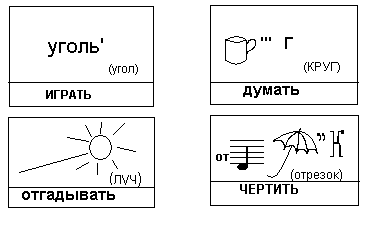 уголь'
(угол)
ИГРАТЬ
''' Г
(КРУГ)
думать
(луч)
отгадывать
от ,, К
(отрезок)
ЧЕРТИТЬ